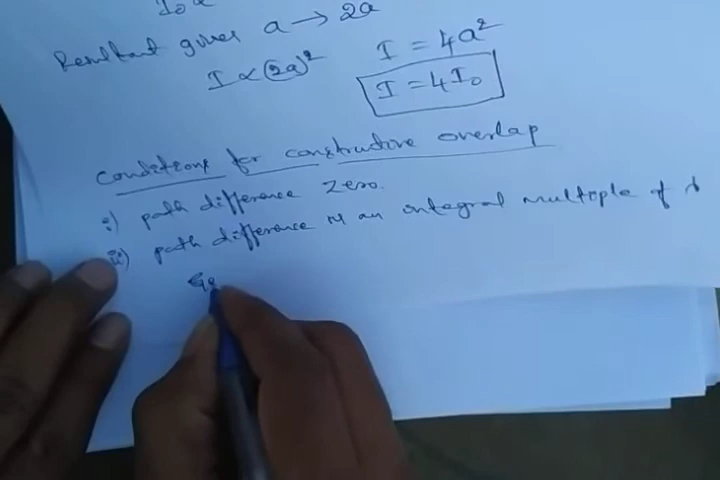 I₀ α
Resultant gives a → 2a
I ∝ (2a)² I = 4a²
I = 4I₀
Conditions for constructive overlap
i) path difference zero.
ii) path difference is an integral multiple of λ